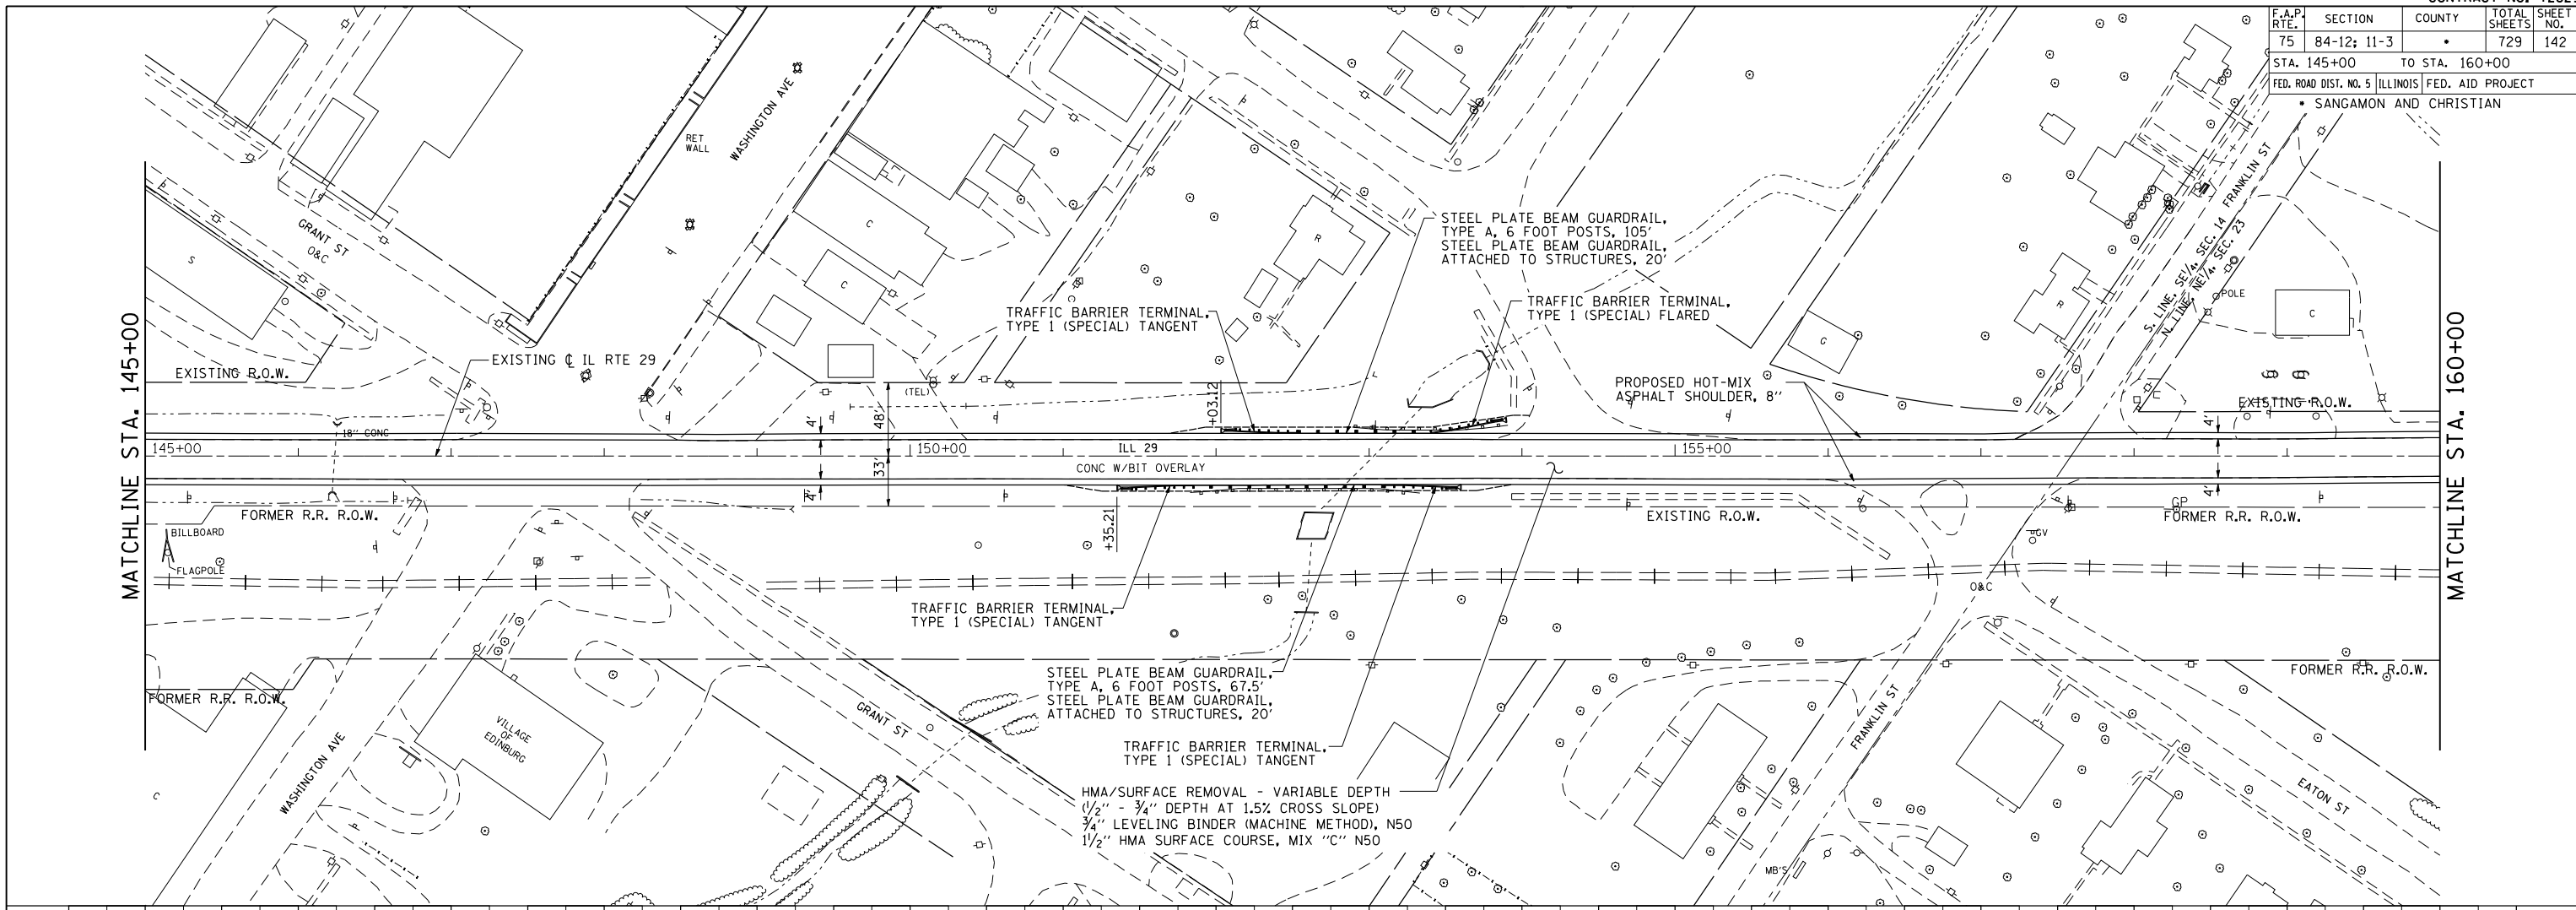 F.A.P. RTE.
SECTION
COUNTY
TOTAL SHEETS
SHEET NO.
75
84-12; 11-3
•
729
142
STA. 145+00 TO STA. 160+00
FED. ROAD DIST. NO. 5 ILLINOIS FED. AID PROJECT
• SANGAMON AND CHRISTIAN
RET
WALL
WASHINGTON AVE
GRANT ST
O&C
S
C
C
R
STEEL PLATE BEAM GUARDRAIL,
TYPE A, 6 FOOT POSTS, 105'
STEEL PLATE BEAM GUARDRAIL,
ATTACHED TO STRUCTURES, 20'
TRAFFIC BARRIER TERMINAL,
TYPE 1 (SPECIAL) TANGENT
TRAFFIC BARRIER TERMINAL,
TYPE 1 (SPECIAL) FLARED
FRANKLIN ST
S. LINE, SE1/4, SEC. 14
N. LINE, NE1/4, SEC. 23
POLE
R
C
G
MATCHLINE STA. 145+00
EXISTING R.O.W.
EXISTING ℄ IL RTE 29
(TEL)
48'
4'
+03.12
PROPOSED HOT-MIX
ASPHALT SHOULDER, 8"
EXISTING R.O.W.
4'
MATCHLINE STA. 160+00
18" CONC
145+00
150+00
ILL 29
155+00
CONC W/BIT OVERLAY
33'
4'
4'
FORMER R.R. R.O.W.
+35.21
EXISTING R.O.W.
GP
FORMER R.R. R.O.W.
BILLBOARD
GV
FLAGPOLE
O&C
TRAFFIC BARRIER TERMINAL,
TYPE 1 (SPECIAL) TANGENT
FORMER R.R. R.O.W.
FORMER R.R. R.O.W.
STEEL PLATE BEAM GUARDRAIL,
TYPE A, 6 FOOT POSTS, 67.5'
STEEL PLATE BEAM GUARDRAIL,
ATTACHED TO STRUCTURES, 20'
GRANT ST
VILLAGE
OF
EDINBURG
WASHINGTON AVE
FRANKLIN ST
TRAFFIC BARRIER TERMINAL,
TYPE 1 (SPECIAL) TANGENT
C
HMA/SURFACE REMOVAL - VARIABLE DEPTH
(1/2" - 3/4" DEPTH AT 1.5% CROSS SLOPE)
3/4" LEVELING BINDER (MACHINE METHOD), N50
1 1/2" HMA SURFACE COURSE, MIX "C" N50
EATON ST
MB'S